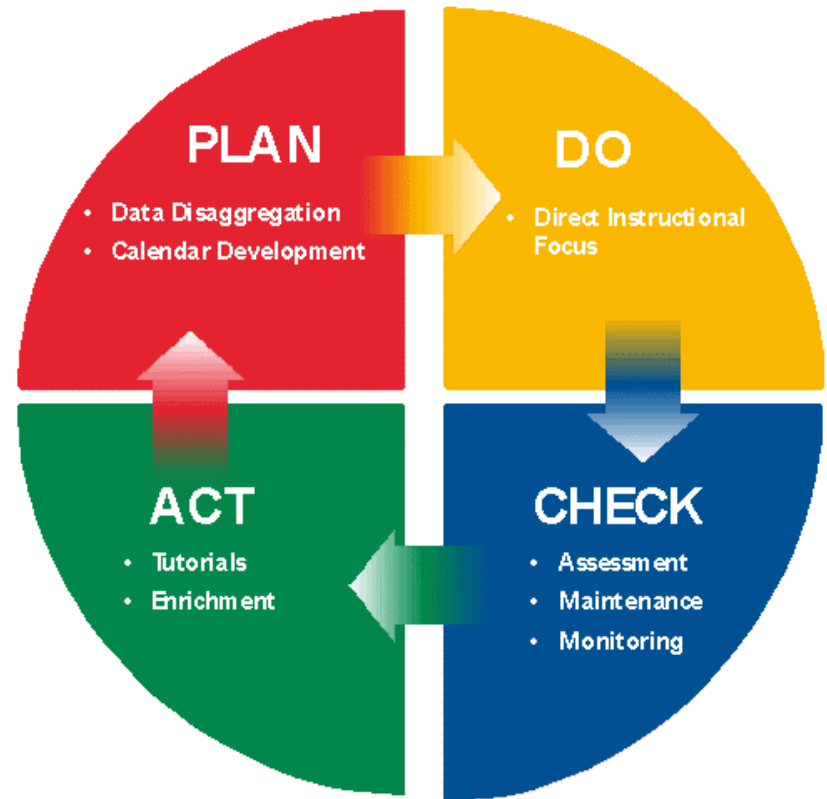 PLAN
• Data Disaggregation
• Calendar Development
DO
• Direct Instructional
Focus
CHECK
• Assessment
• Maintenance
• Monitoring
ACT
• Tutorials
• Enrichment